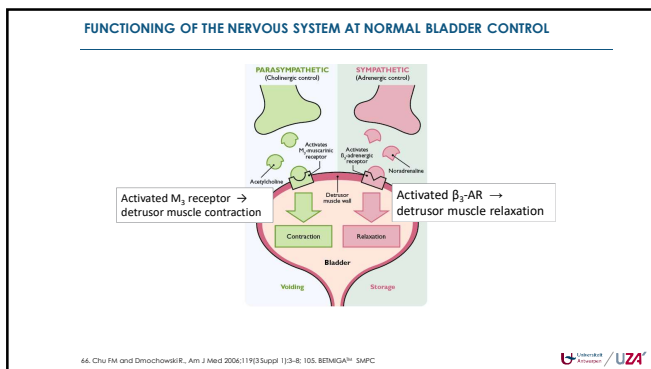 FUNCTIONING OF THE NERVOUS SYSTEM AT NORMAL BLADDER CONTROL
PARASYMPATHETIC
(Cholinergic control)
SYMPATHETIC
(Adrenergic control)
Activates
M₃-muscarinic
receptor
Activates
β₃-adrenergic
receptor
Acetylcholine
Noradrenaline
Activated M₃ receptor →
detrusor muscle contraction
Detrusor
muscle wall
Activated β₃-AR →
detrusor muscle relaxation
Contraction
Relaxation
Bladder
Voiding
Storage
66. Chu FM and Dmochowski R., Am J Med 2006;119(3 Suppl 1):3–8; 105. BETMIGA™ SMPC
Universiteit
Antwerpen
UZA'